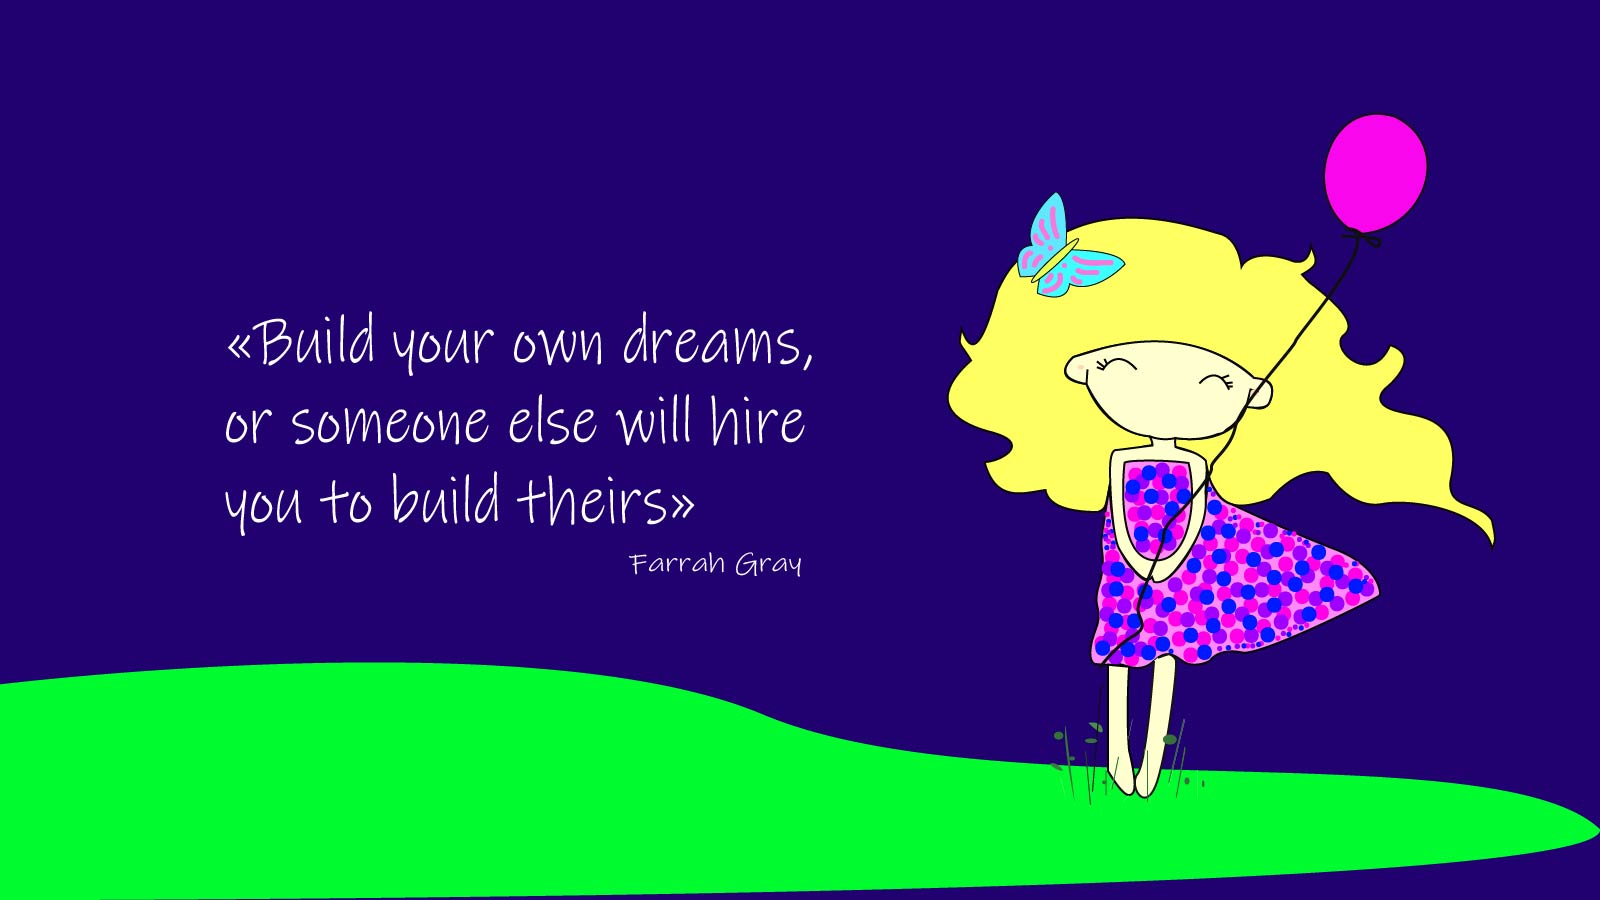 «Build your own dreams,
or someone else will hire
you to build theirs»
Farrah Gray